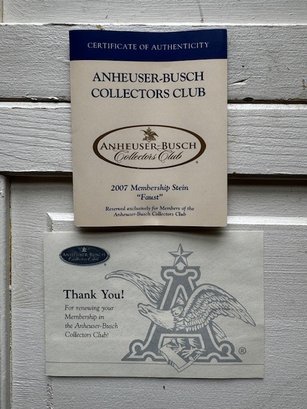 CERTIFICATE OF AUTHENTICITY
ANHEUSER-BUSCH
COLLECTORS CLUB
ANHEUSER-BUSCH
Collectors Club
2007 Membership Stein
"Faust"
Reserved exclusively for Members of the
Anheuser-Busch Collectors Club
ANHEUSER-BUSCH
Collectors Club
Thank You!
For renewing your
Membership in
the Anheuser-Busch
Collectors Club!
A
®